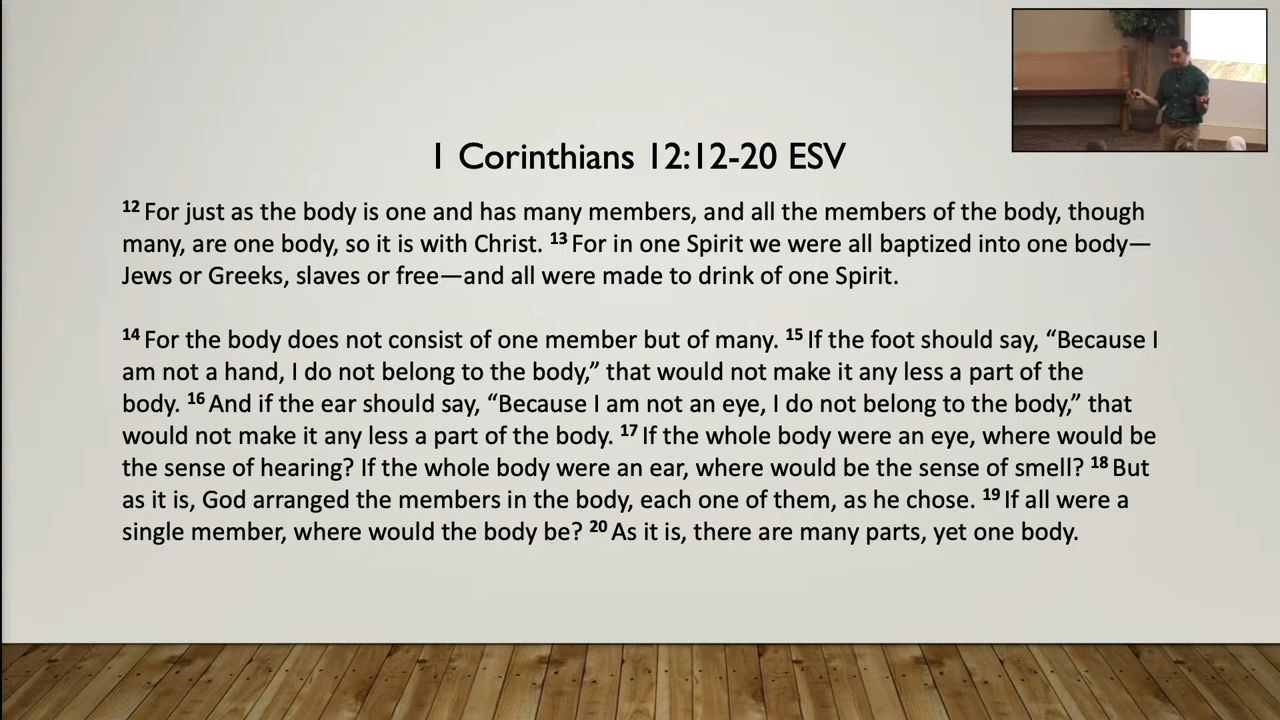 1 Corinthians 12:12-20 ESV
12 For just as the body is one and has many members, and all the members of the body, though
many, are one body, so it is with Christ. 13 For in one Spirit we were all baptized into one body—
Jews or Greeks, slaves or free—and all were made to drink of one Spirit.
14 For the body does not consist of one member but of many. 15 If the foot should say, “Because I
am not a hand, I do not belong to the body,” that would not make it any less a part of the
body. 16 And if the ear should say, “Because I am not an eye, I do not belong to the body,” that
would not make it any less a part of the body. 17 If the whole body were an eye, where would be
the sense of hearing? If the whole body were an ear, where would be the sense of smell? 18 But
as it is, God arranged the members in the body, each one of them, as he chose. 19 If all were a
single member, where would the body be? 20 As it is, there are many parts, yet one body.